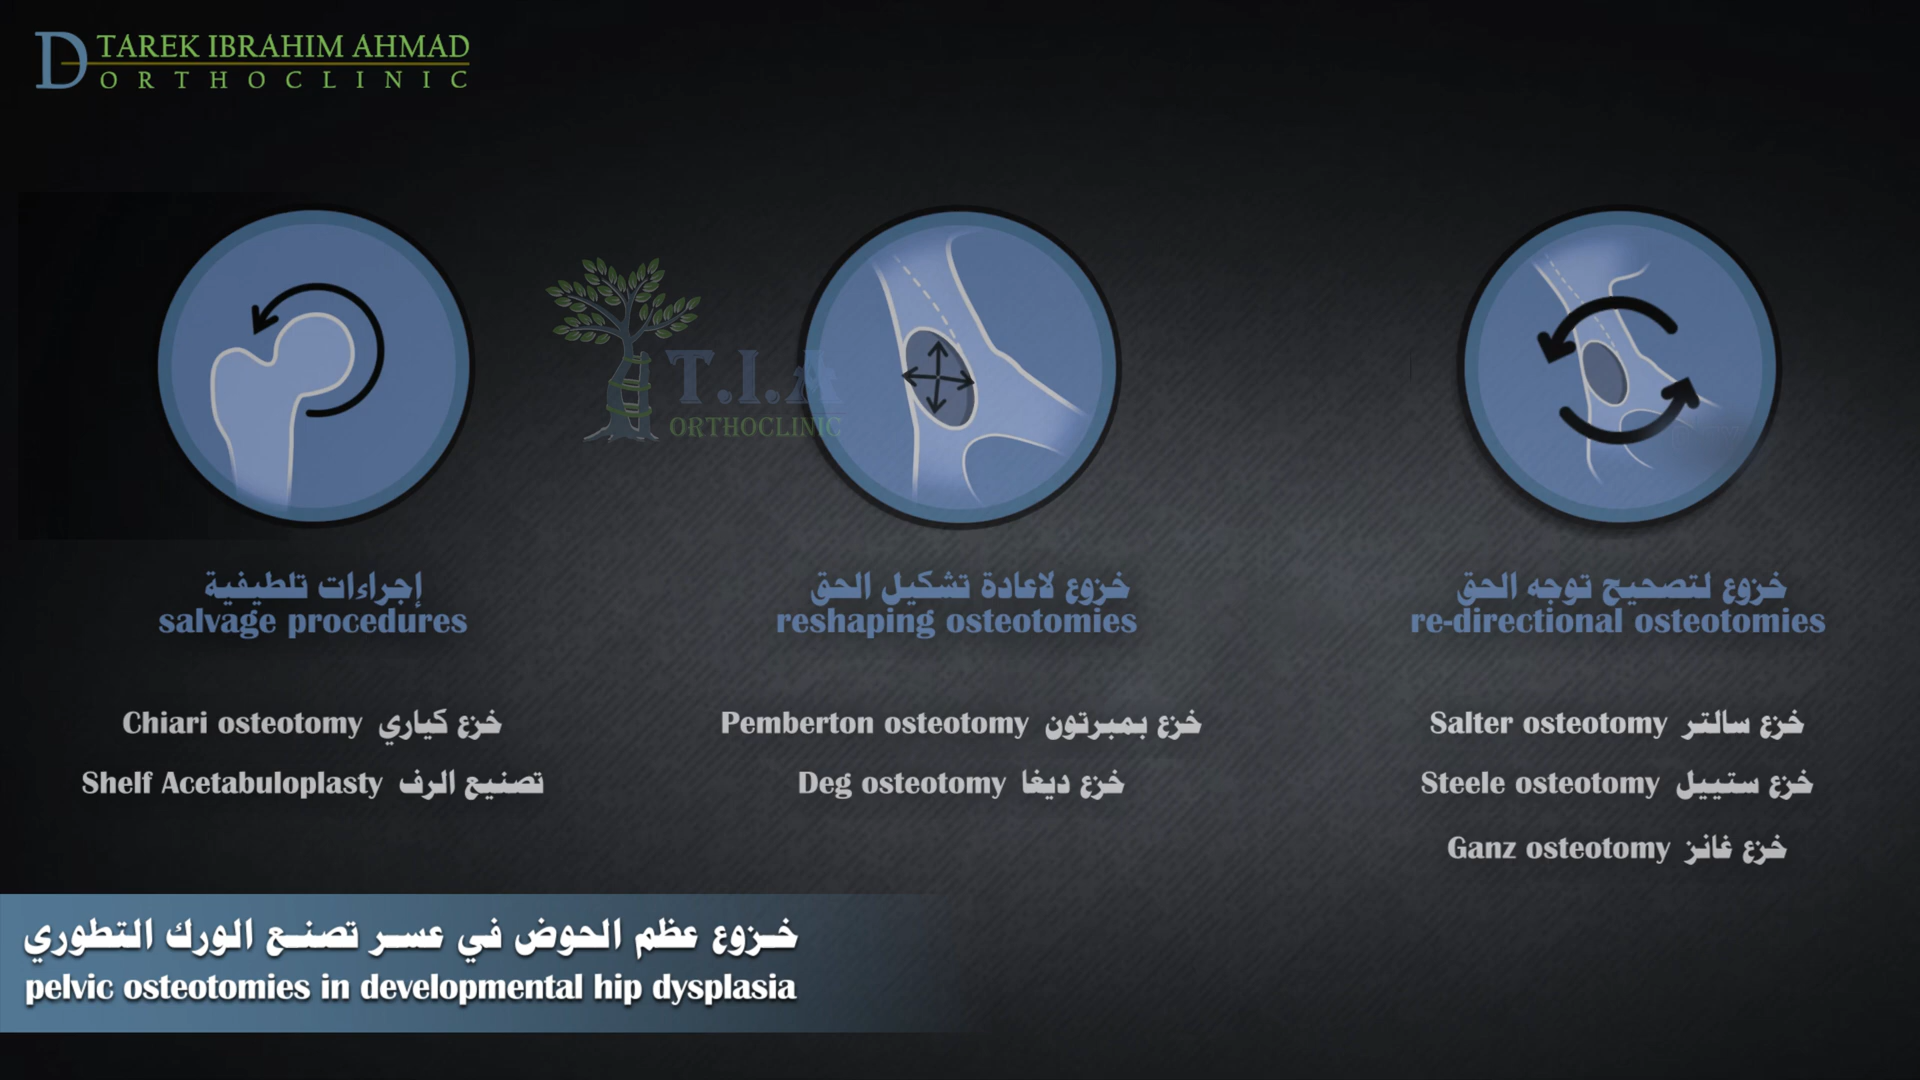 D TAREK IBRAHIM AHMAD
ORTHOCLINIC
T.I.A
ORTHOCLINIC
إجراءات تلطيفية
salvage procedures
Chiari osteotomy خزع كياري
Shelf Acetabuloplasty تصنيع الرف
خزوع لاعادة تشكيل الحق
reshaping osteotomies
Pemberton osteotomy خزع بمبرتون
Deg osteotomy خزع ديغا
خزوع لتصحيح توجه الحق
re-directional osteotomies
Salter osteotomy خزع سالتر
Steele osteotomy خزع ستييل
Ganz osteotomy خزع غانز
خزوع عظم الحوض في عسر تصنع الورك التطوري
pelvic osteotomies in developmental hip dysplasia